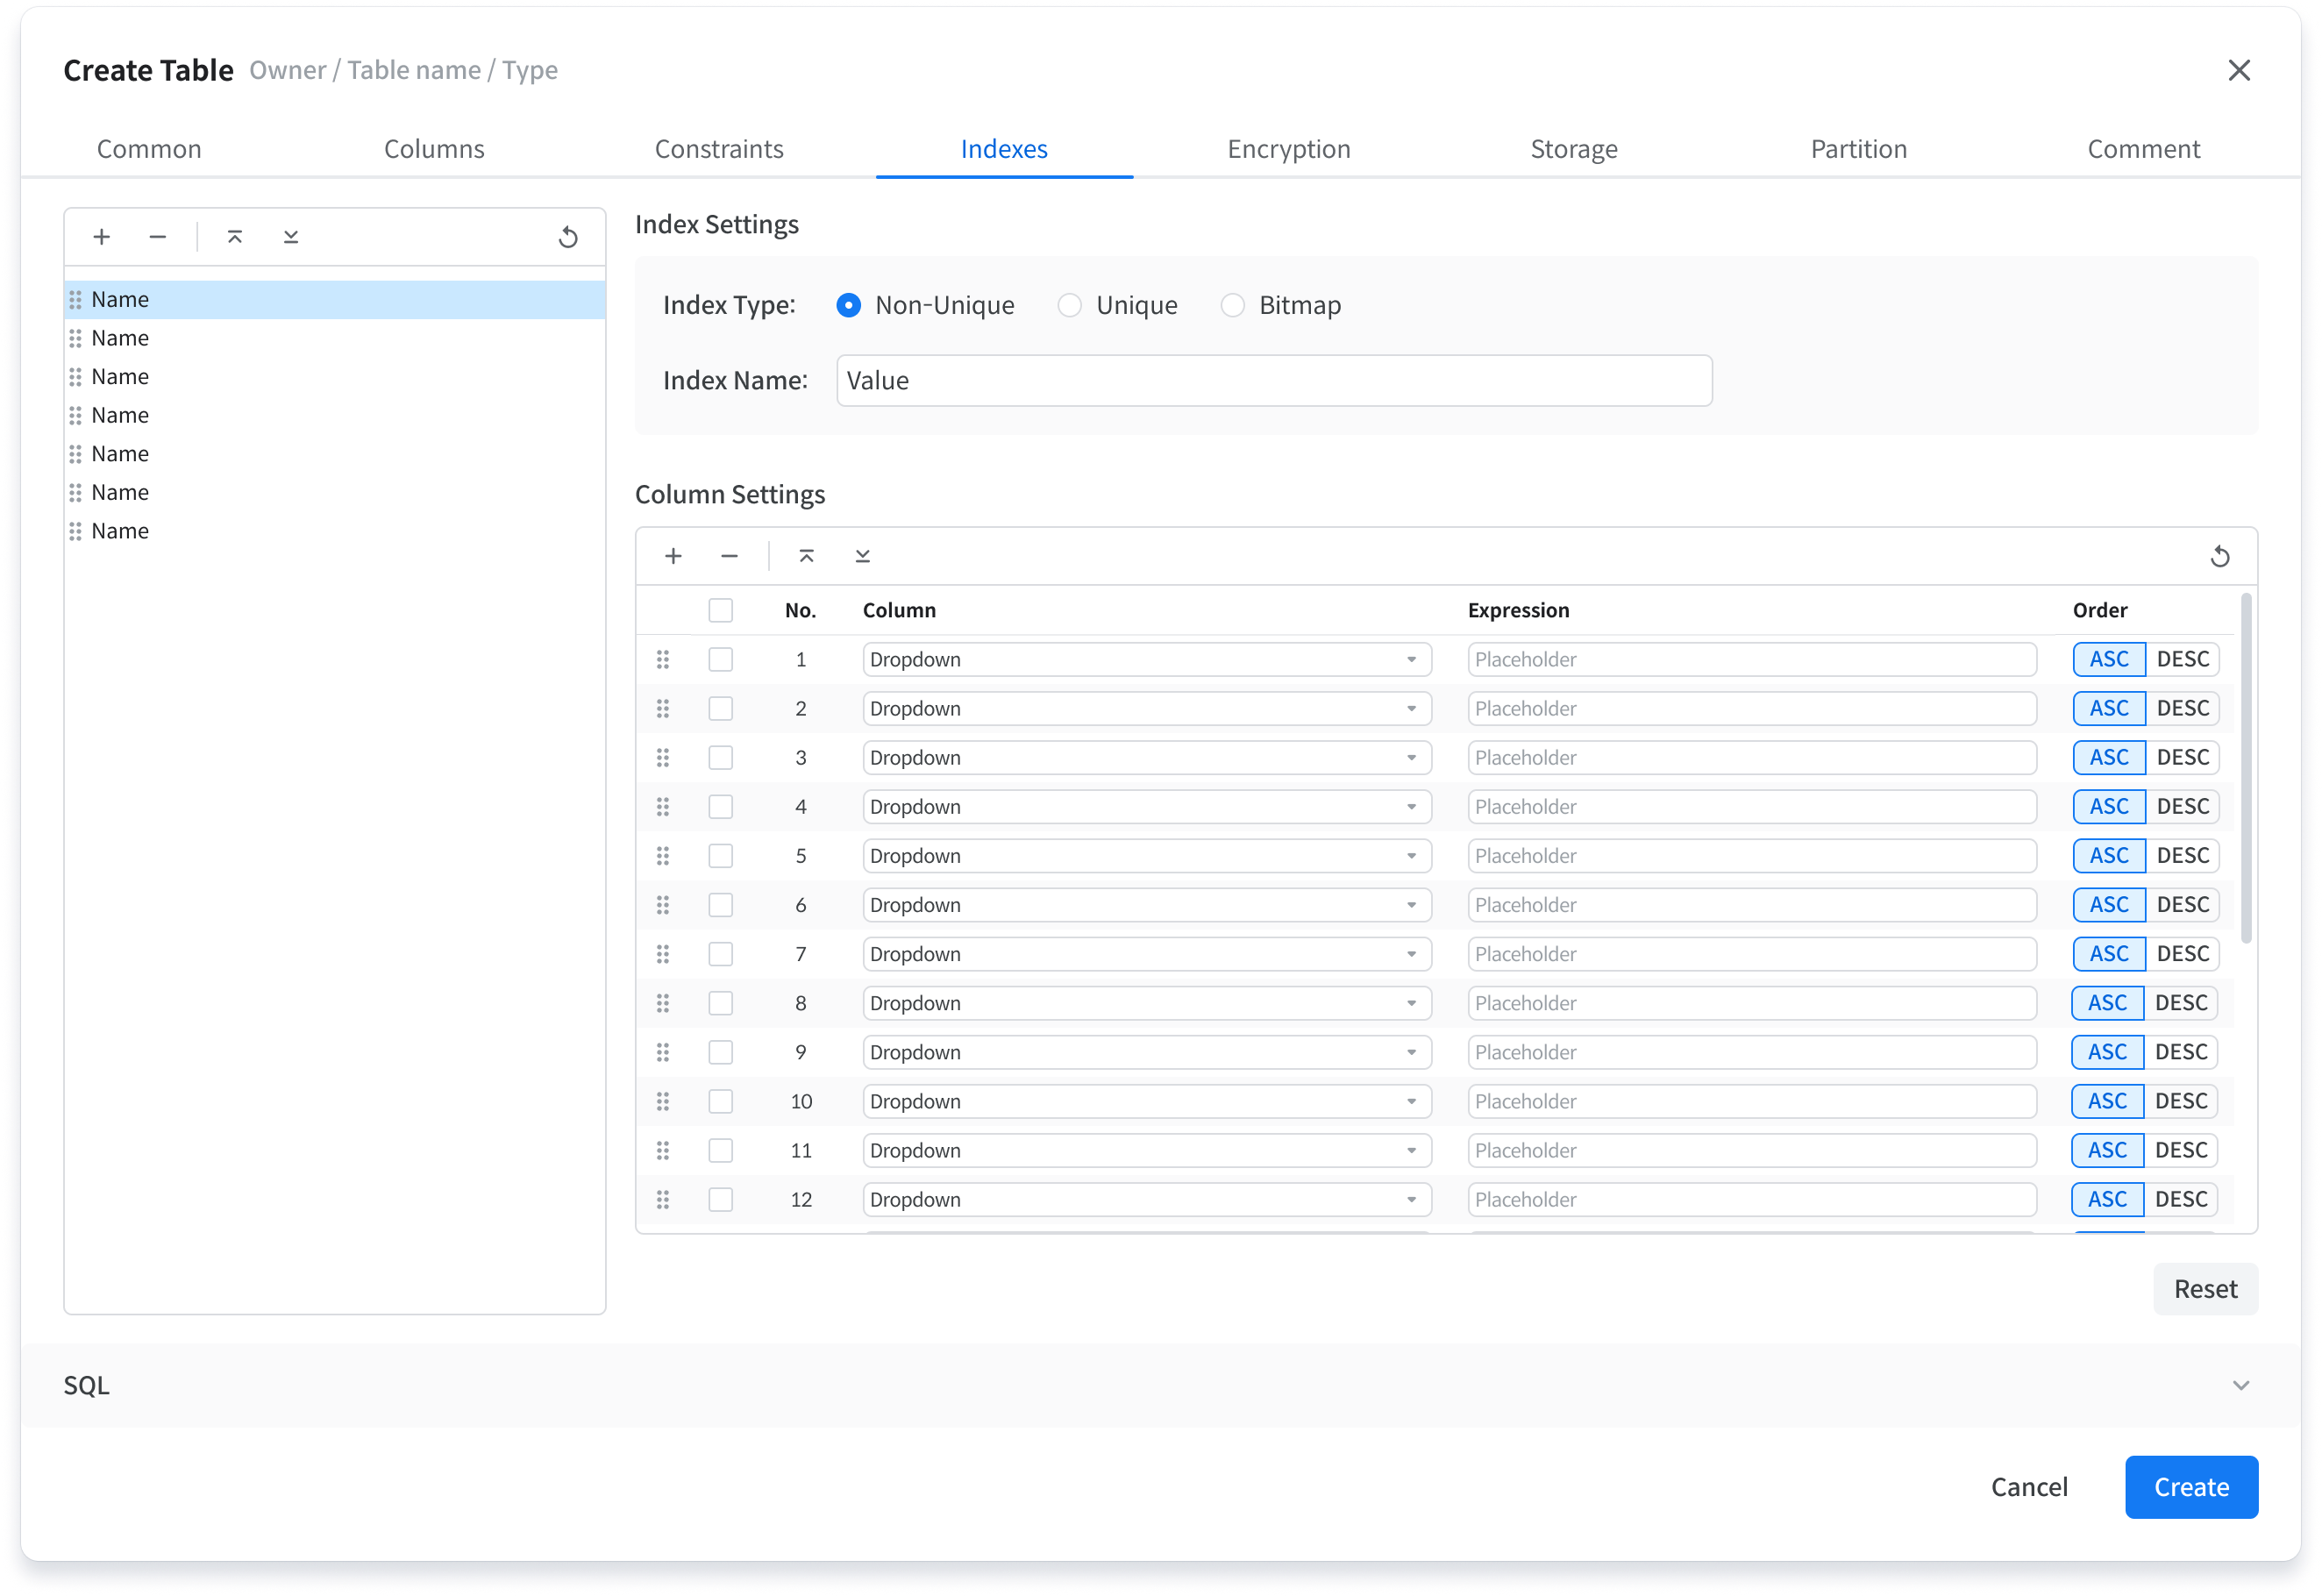 Create Table Owner / Table name / Type
Common Columns Constraints Indexes Encryption Storage Partition Comment
Name
Name
Name
Name
Name
Name
Name
Index Settings
Index Type: Non-Unique Unique Bitmap
Index Name: Value
Column Settings
No. Column Expression Order
1 Dropdown Placeholder ASC DESC
2 Dropdown Placeholder ASC DESC
3 Dropdown Placeholder ASC DESC
4 Dropdown Placeholder ASC DESC
5 Dropdown Placeholder ASC DESC
6 Dropdown Placeholder ASC DESC
7 Dropdown Placeholder ASC DESC
8 Dropdown Placeholder ASC DESC
9 Dropdown Placeholder ASC DESC
10 Dropdown Placeholder ASC DESC
11 Dropdown Placeholder ASC DESC
12 Dropdown Placeholder ASC DESC
Reset
SQL
Cancel Create